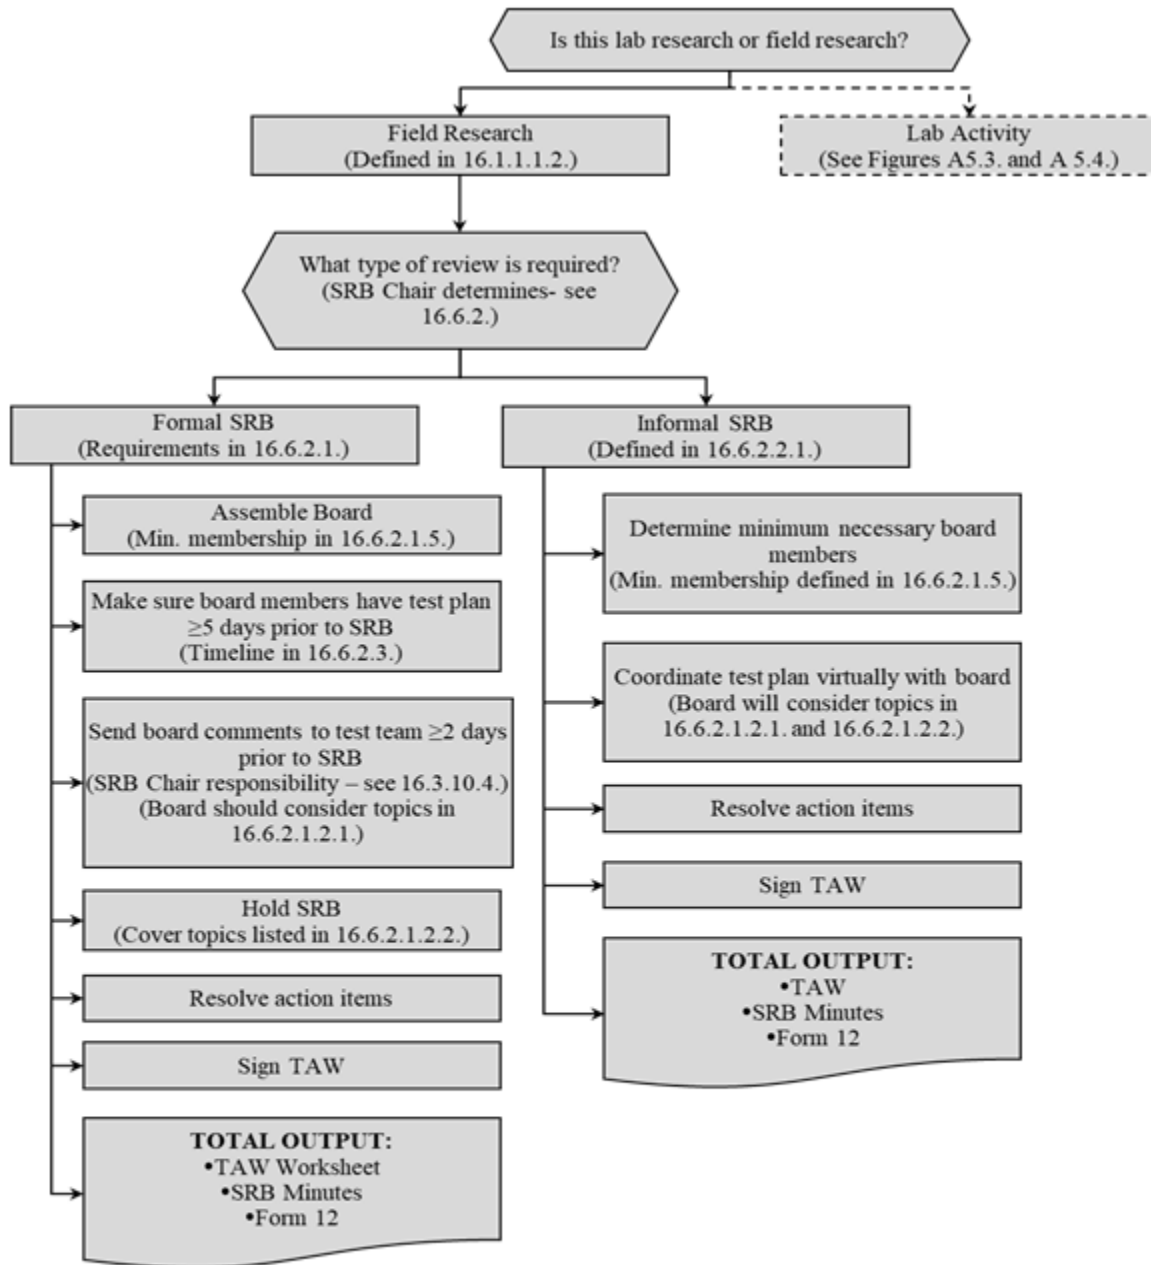 Is this lab research or field research?
Field Research
(Defined in 16.1.1.1.2.)
Lab Activity
(See Figures A5.3. and A 5.4.)
What type of review is required?
(SRB Chair determines- see
16.6.2.)
Formal SRB
(Requirements in 16.6.2.1.)
Assemble Board
(Min. membership in 16.6.2.1.5.)
Make sure board members have test plan
≥5 days prior to SRB
(Timeline in 16.6.2.3.)
Send board comments to test team ≥2 days
prior to SRB
(SRB Chair responsibility – see 16.3.10.4.)
(Board should consider topics in
16.6.2.1.2.1.)
Hold SRB
(Cover topics listed in 16.6.2.1.2.2.)
Resolve action items
Sign TAW
TOTAL OUTPUT:
•TAW Worksheet
•SRB Minutes
•Form 12
Informal SRB
(Defined in 16.6.2.2.1.)
Determine minimum necessary board
members
(Min. membership defined in 16.6.2.1.5.)
Coordinate test plan virtually with board
(Board will consider topics in
16.6.2.1.2.1. and 16.6.2.1.2.2.)
Resolve action items
Sign TAW
TOTAL OUTPUT:
•TAW
•SRB Minutes
•Form 12